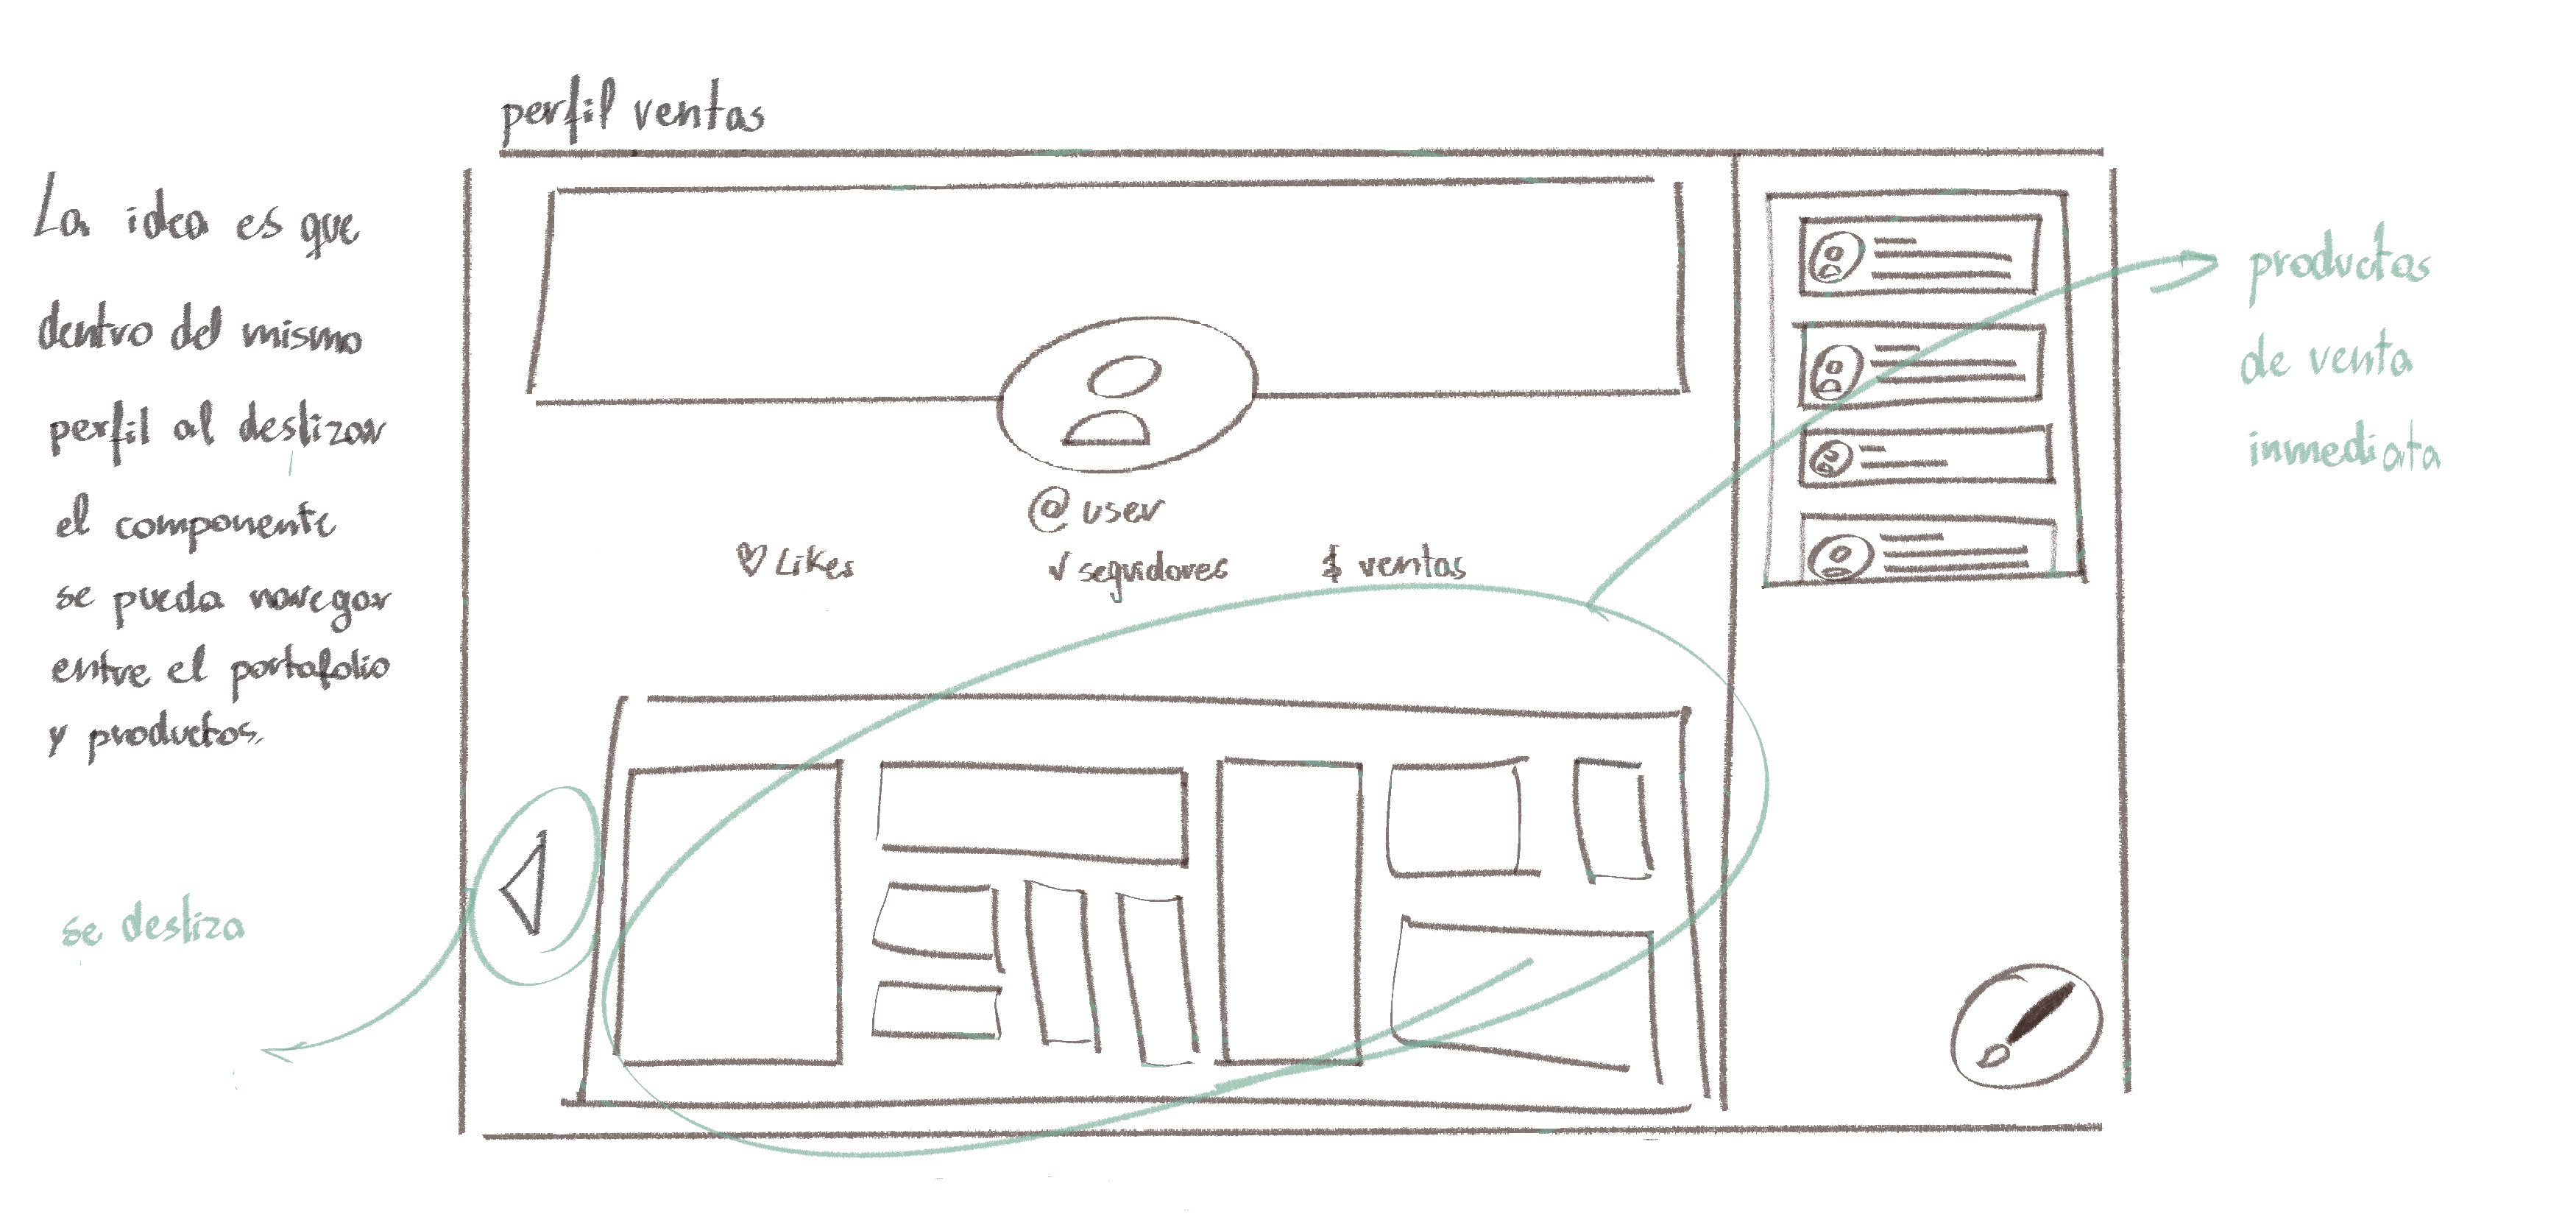 perfil ventas
La idea es que
dentro del mismo
perfil al deslizar
el componente
se pueda navegar
entre el portafolio
y productos.
se desliza
@ user
♡ Likes
✓ seguidores
$ ventas
productos
de venta
inmediata